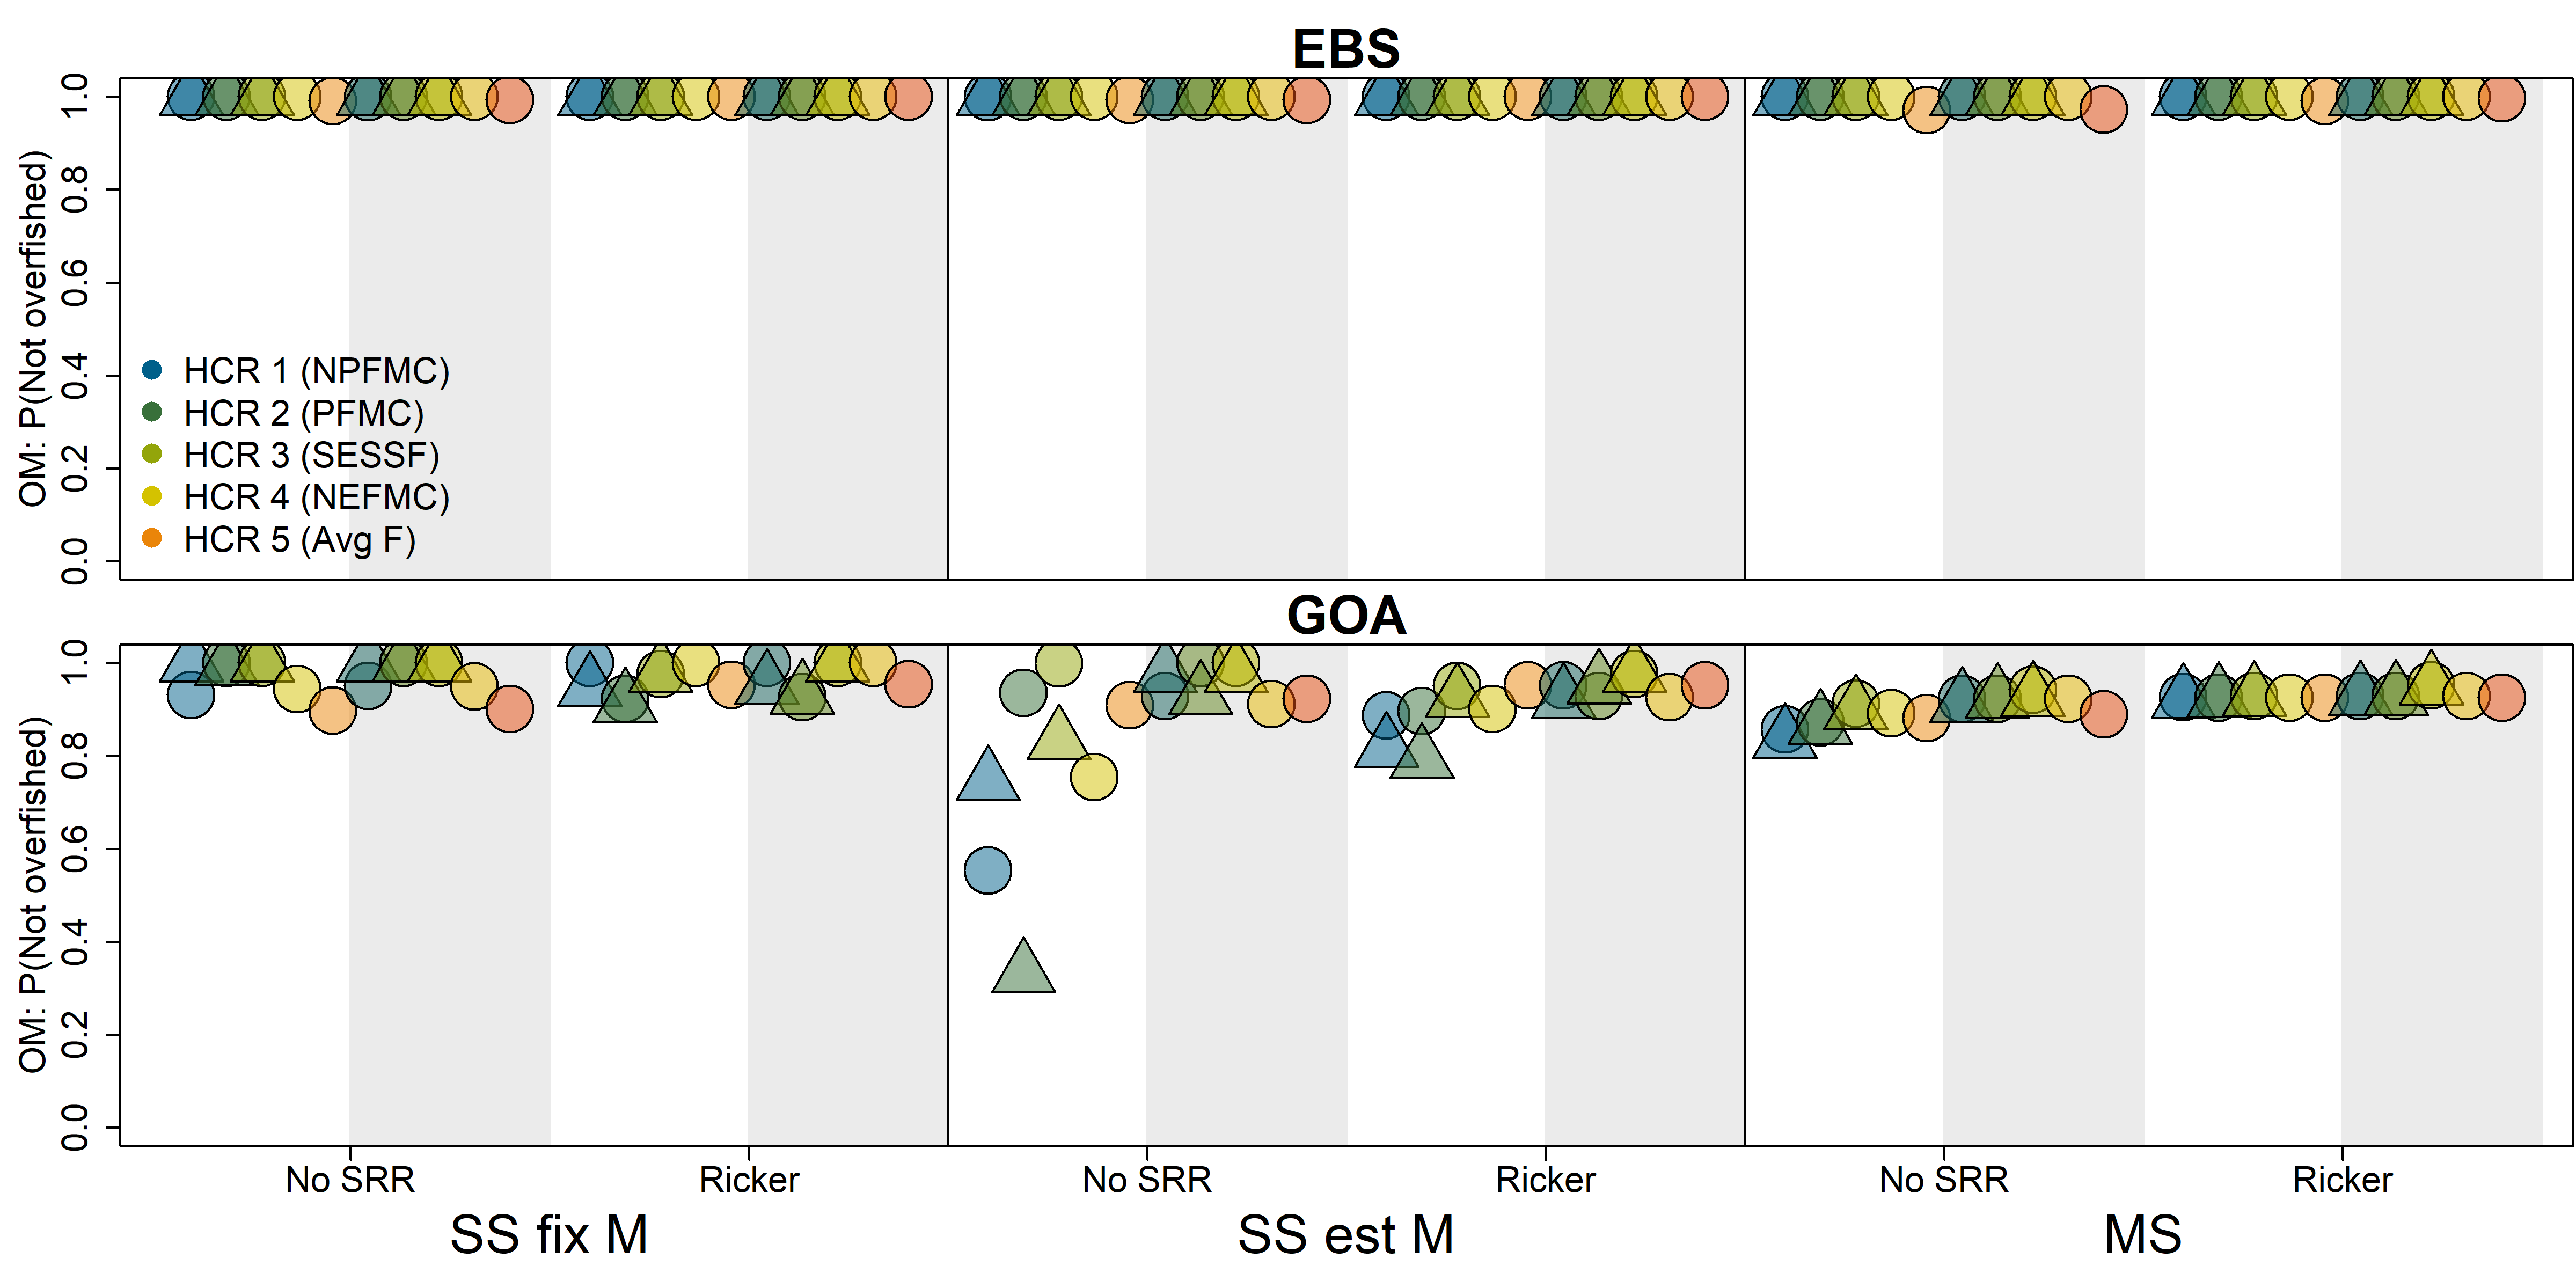 EBS
OM: P(Not overfished)
1.0
0.8
0.6
0.4
0.2
0.0
HCR 1 (NPFMC)
HCR 2 (PFMC)
HCR 3 (SESSF)
HCR 4 (NEFMC)
HCR 5 (Avg F)
GOA
OM: P(Not overfished)
1.0
0.8
0.6
0.4
0.2
0.0
No SRR Ricker No SRR Ricker No SRR Ricker
SS fix M SS est M MS